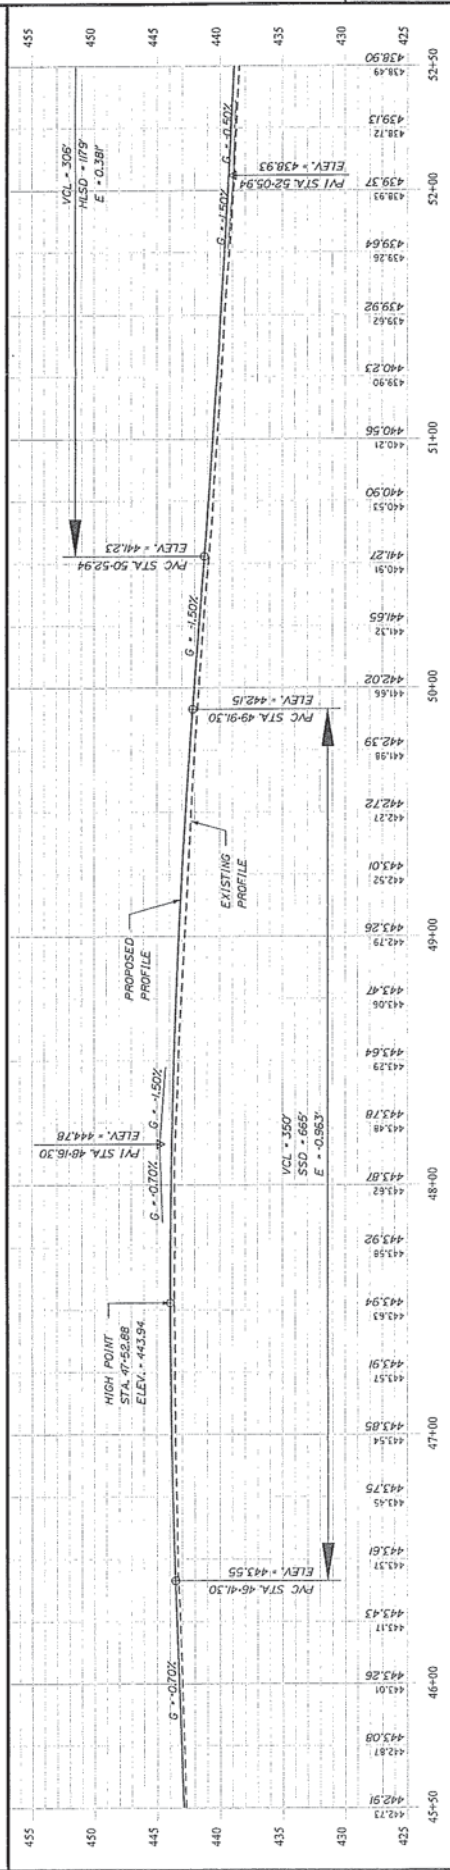 455
450
445
440
435
430
425
455
450
445
440
435
430
425
G = +0.70%
PVC STA. 46+41.30
ELEV. = 443.55
HIGH POINT
STA. 47+52.88
ELEV. = 443.94
PVI STA. 48+16.30
ELEV. = 444.78
G = +0.70%
G = -1.50%
PROPOSED
PROFILE
EXISTING
PROFILE
VCL = 350'
SSD = 665'
E = -0.963'
PVC STA. 49+91.30
ELEV. = 442.15
G = -1.50%
PVC STA. 50+52.94
ELEV. = 441.23
VCL = 306'
HLSD = 1179'
E = 0.381'
G = -1.50%
G = -0.50%
PVI STA. 52+05.94
ELEV. = 438.93
442.91 443.08 443.26 443.43 443.61 443.75 443.85 443.91 443.94 443.92 443.87 443.78 443.64 443.47 443.26 443.01 442.72 442.39 442.02 441.65 441.27 440.90 440.56 440.23 439.92 439.64 439.37 439.13 438.90
442.73 442.87 443.01 443.17 443.37 443.45 443.54 443.57 443.63 443.58 443.62 443.48 443.29 443.06 442.79 442.52 442.27 441.98 441.66 441.32 440.91 440.53 440.21 439.90 439.62 439.26 438.93 438.72 438.49
45+50 46+00 47+00 48+00 49+00 50+00 51+00 52+00 52+50